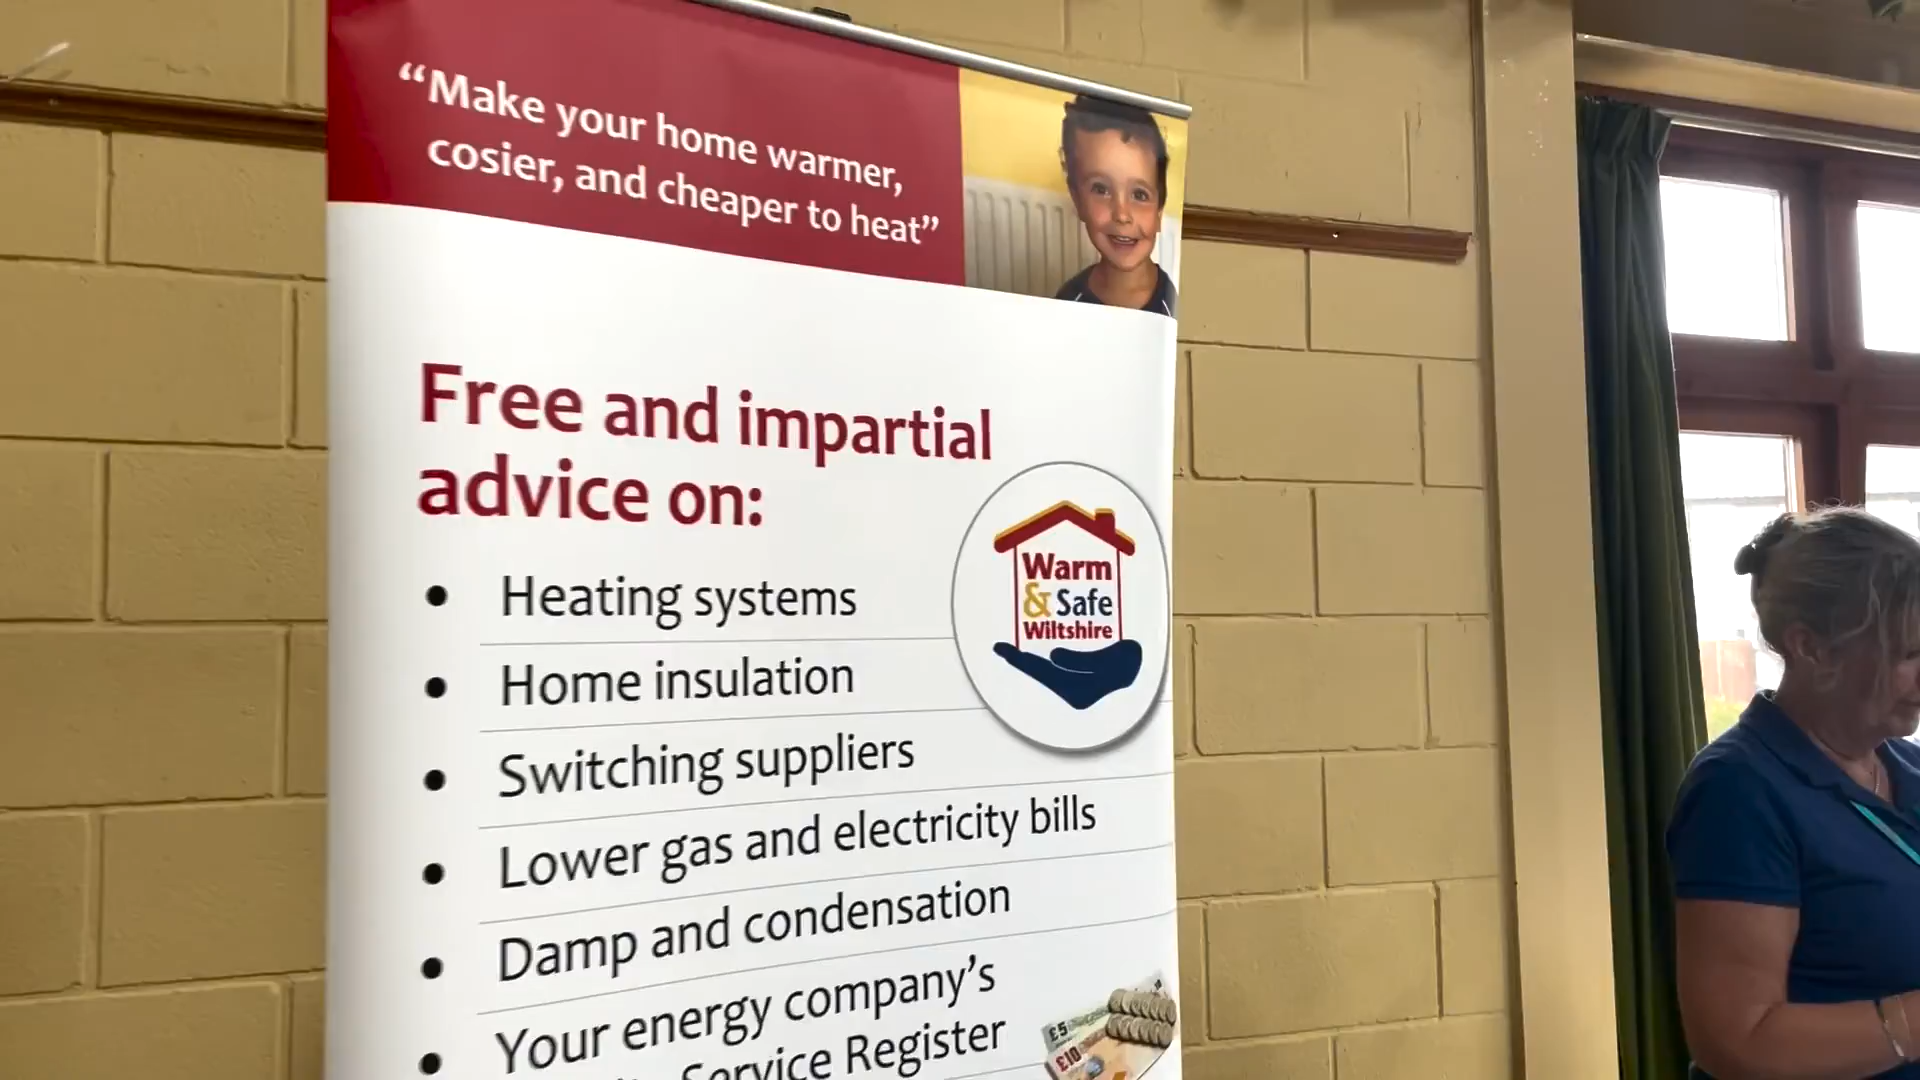 “Make your home warmer,
cosier, and cheaper to heat”
Free and impartial
advice on:
• Heating systems
• Home insulation
• Switching suppliers
• Lower gas and electricity bills
• Damp and condensation
• Your energy company’s
Service Register
Warm
& Safe
Wiltshire
£5
£10